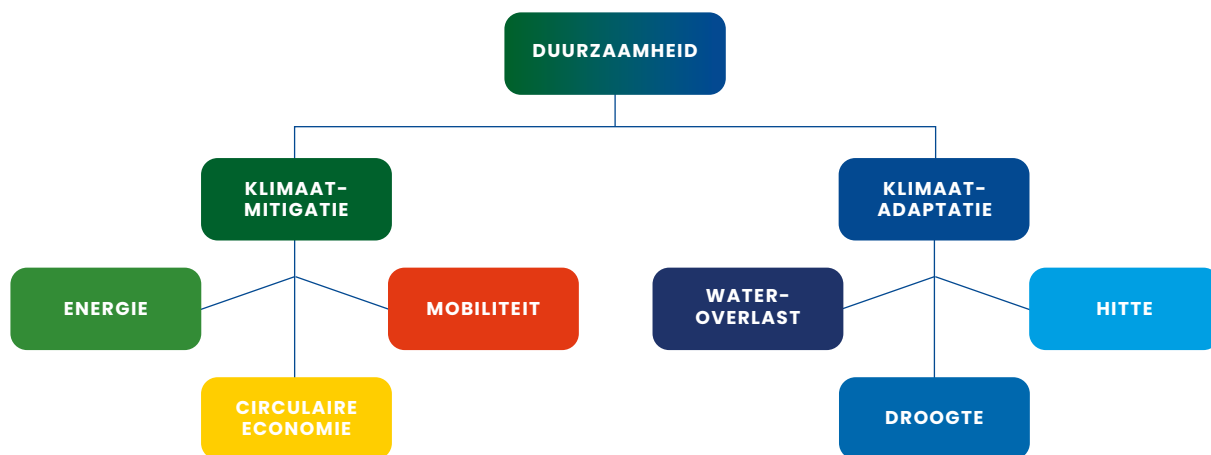 DUURZAAMHEID
KLIMAAT-
MITIGATIE
KLIMAAT-
ADAPTATIE
ENERGIE
MOBILITEIT
WATER-
OVERLAST
HITTE
CIRCULAIRE
ECONOMIE
DROOGTE